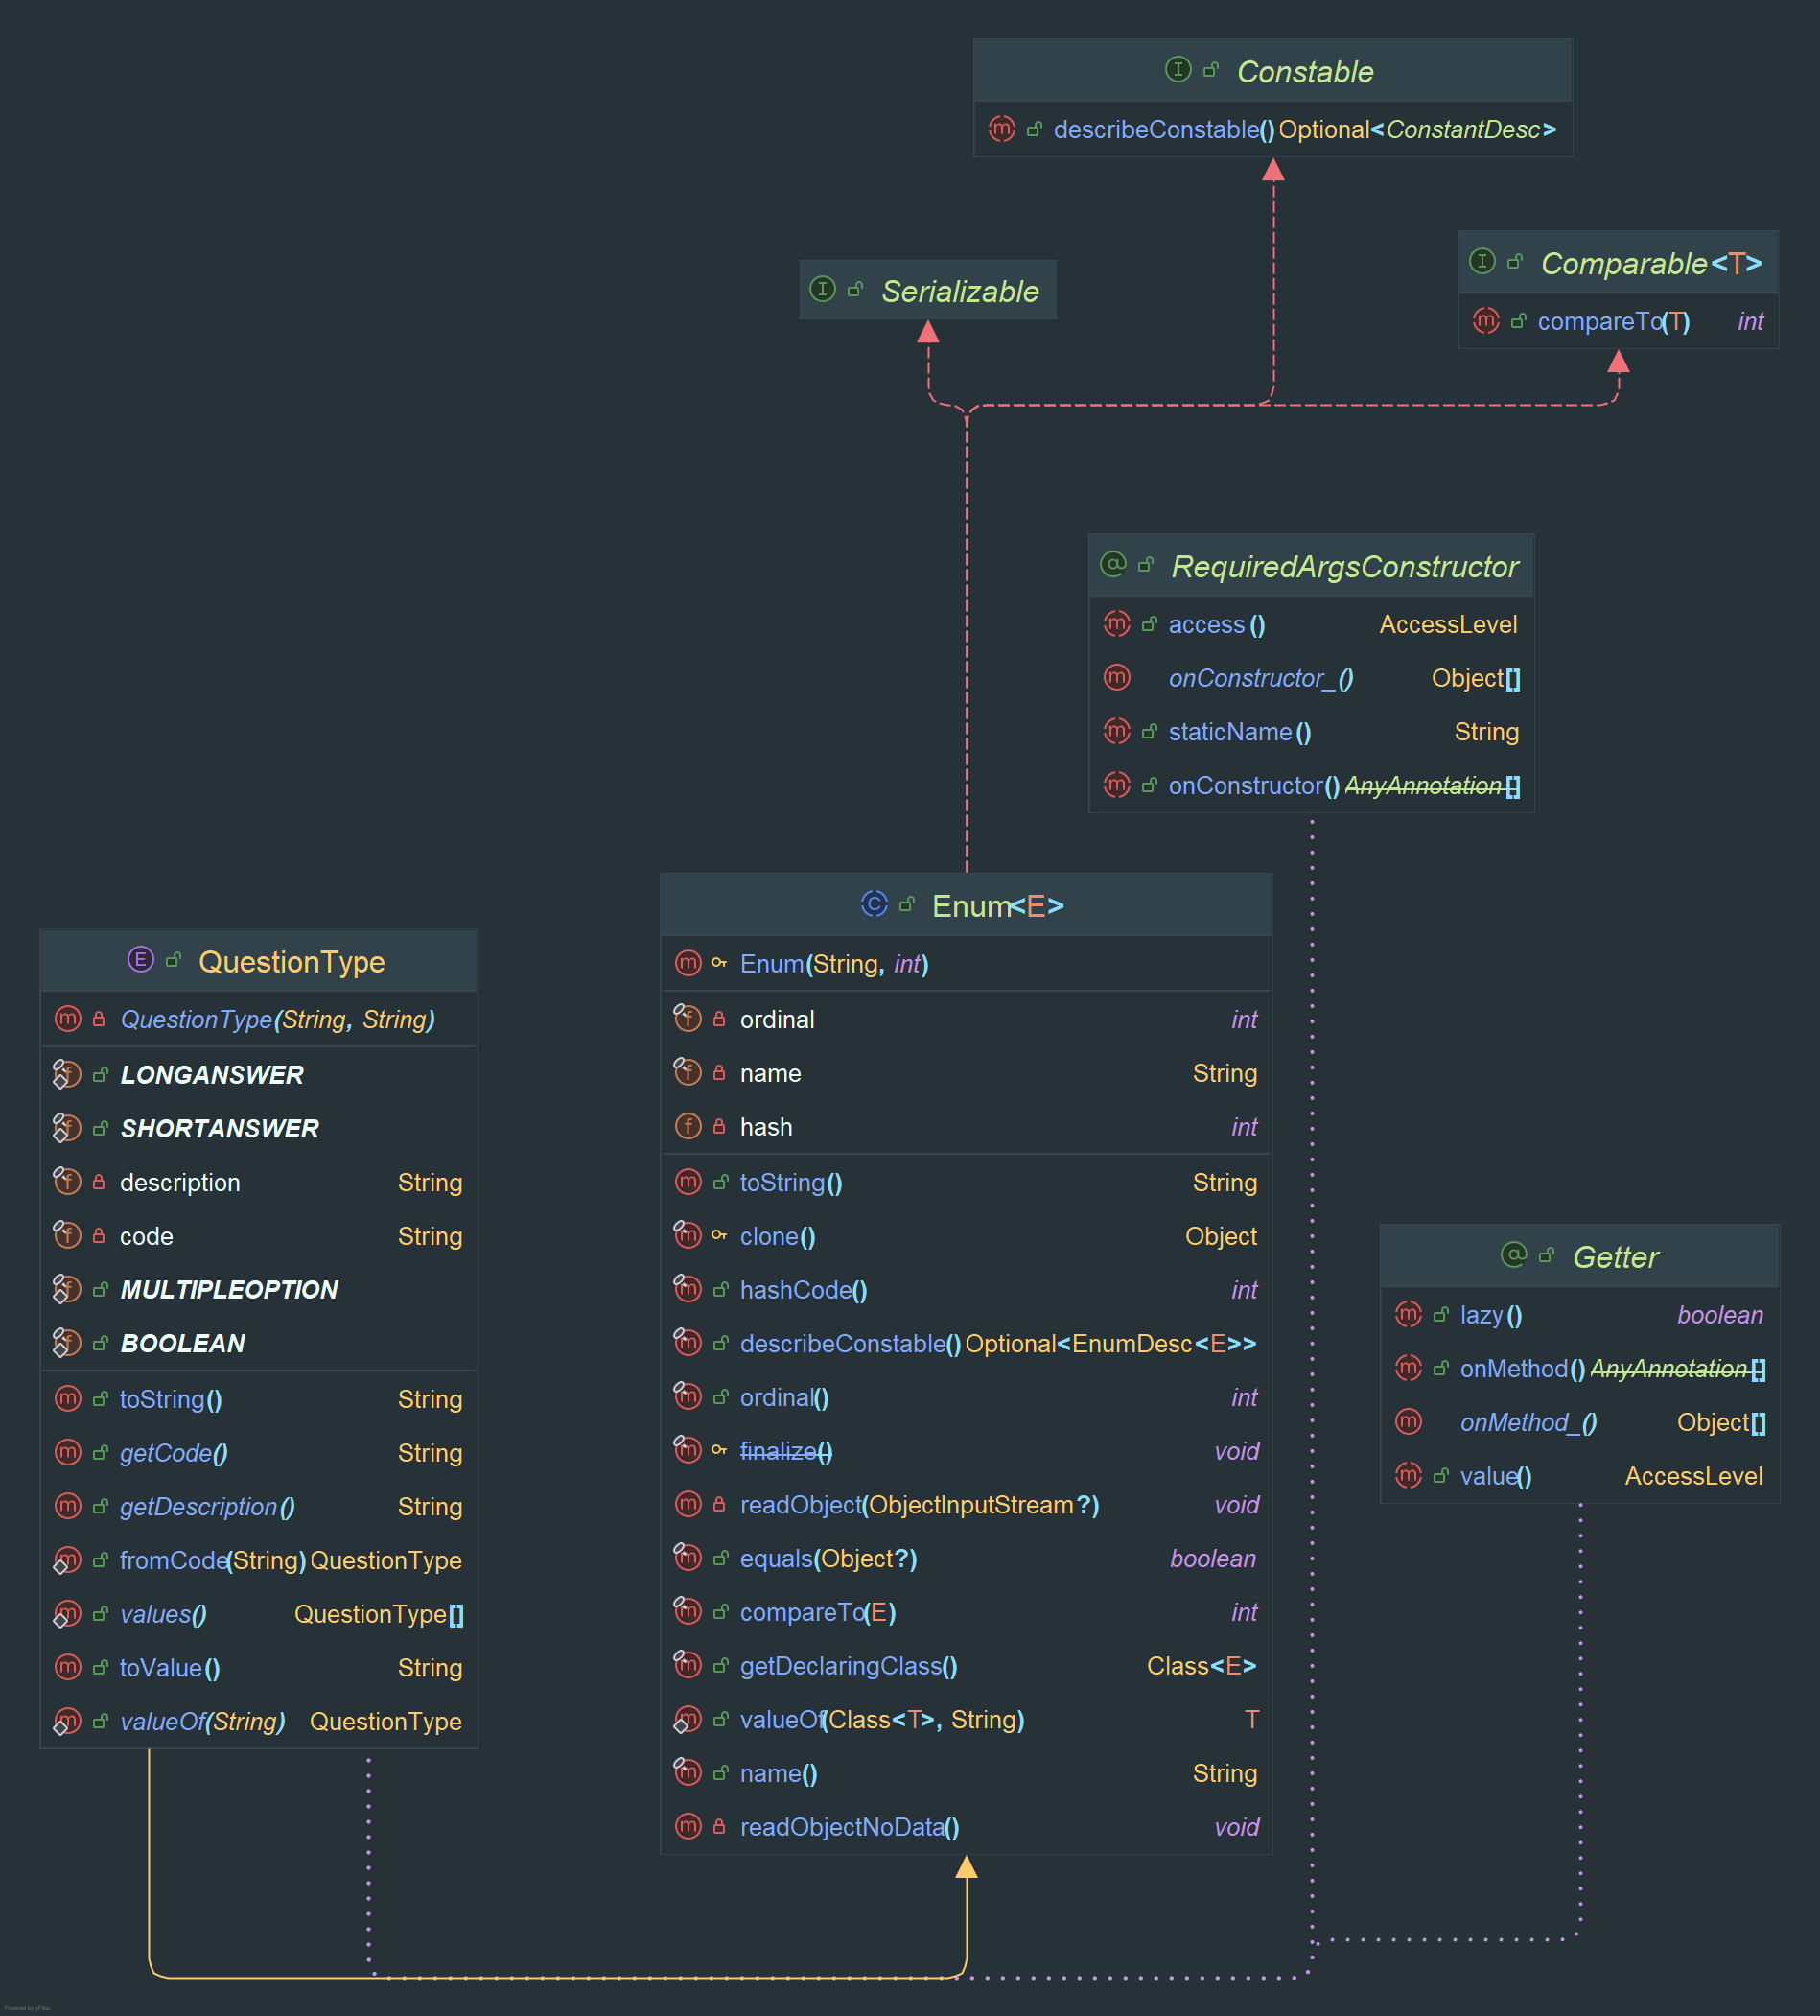 Constable
describeConstable() Optional<ConstantDesc>
Comparable<T>
compareTo(T) int
Serializable
RequiredArgsConstructor
access() AccessLevel
onConstructor_() Object[]
staticName() String
onConstructor() AnyAnnotation[]
Enum<E>
Enum(String, int)
ordinal int
name String
hash int
toString() String
clone() Object
hashCode() int
describeConstable() Optional<EnumDesc<E>>
ordinal() int
finalize() void
readObject(ObjectInputStream?) void
equals(Object?) boolean
compareTo(E) int
getDeclaringClass() Class<E>
valueOf(Class<T>, String) T
name() String
readObjectNoData() void
QuestionType
QuestionType(String, String)
LONGANSWER
SHORTANSWER
description String
code String
MULTIPLEOPTION
BOOLEAN
toString() String
getCode() String
getDescription() String
fromCode(String) QuestionType
values() QuestionType[]
toValue() String
valueOf(String) QuestionType
Getter
lazy() boolean
onMethod() AnyAnnotation[]
onMethod_() Object[]
value() AccessLevel
Powered by yFiles